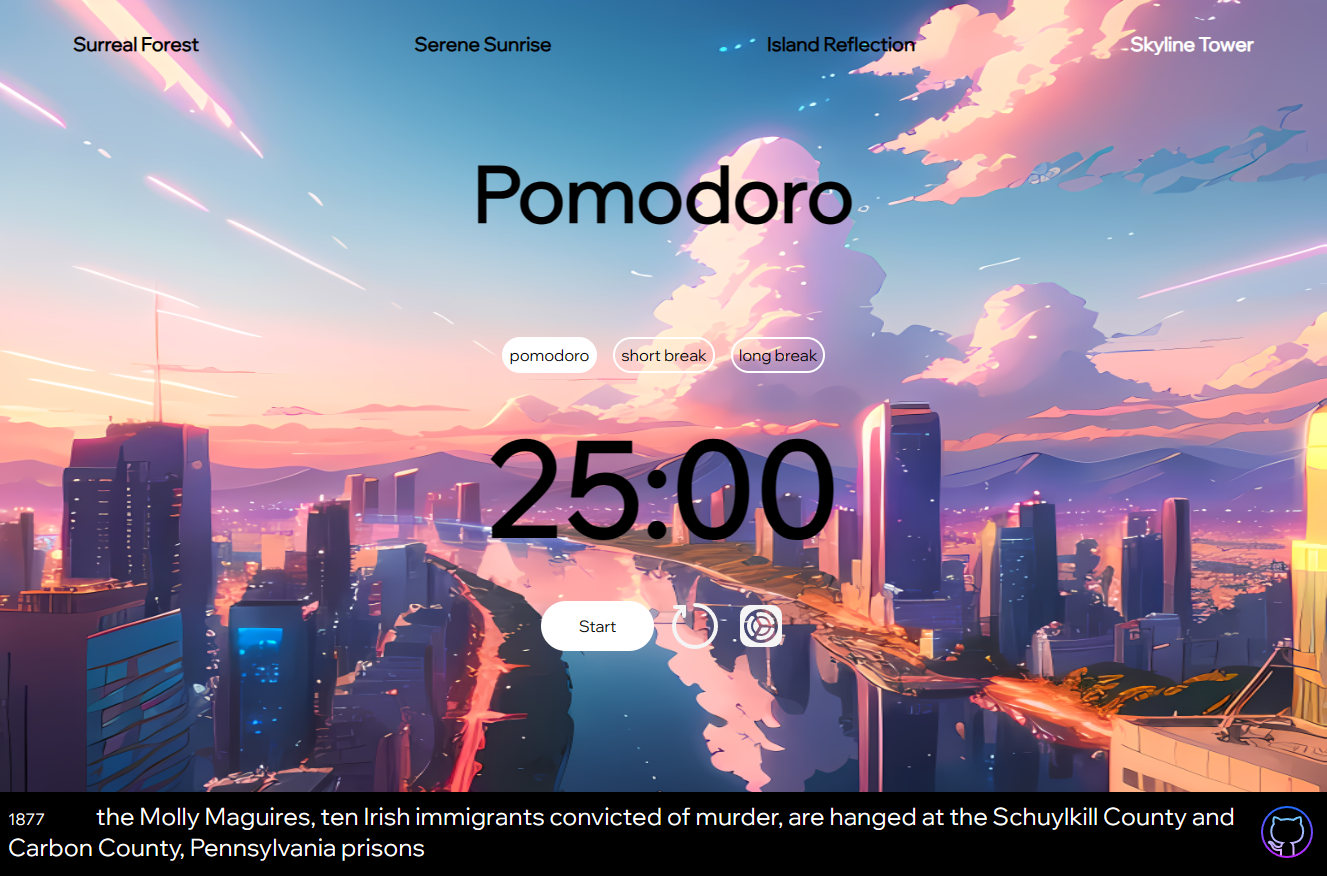 Surreal Forest Serene Sunrise Island Reflection Skyline Tower
Pomodoro
pomodoro short break long break
25:00
Start
1877 the Molly Maguires, ten Irish immigrants convicted of murder, are hanged at the Schuylkill County and
Carbon County, Pennsylvania prisons